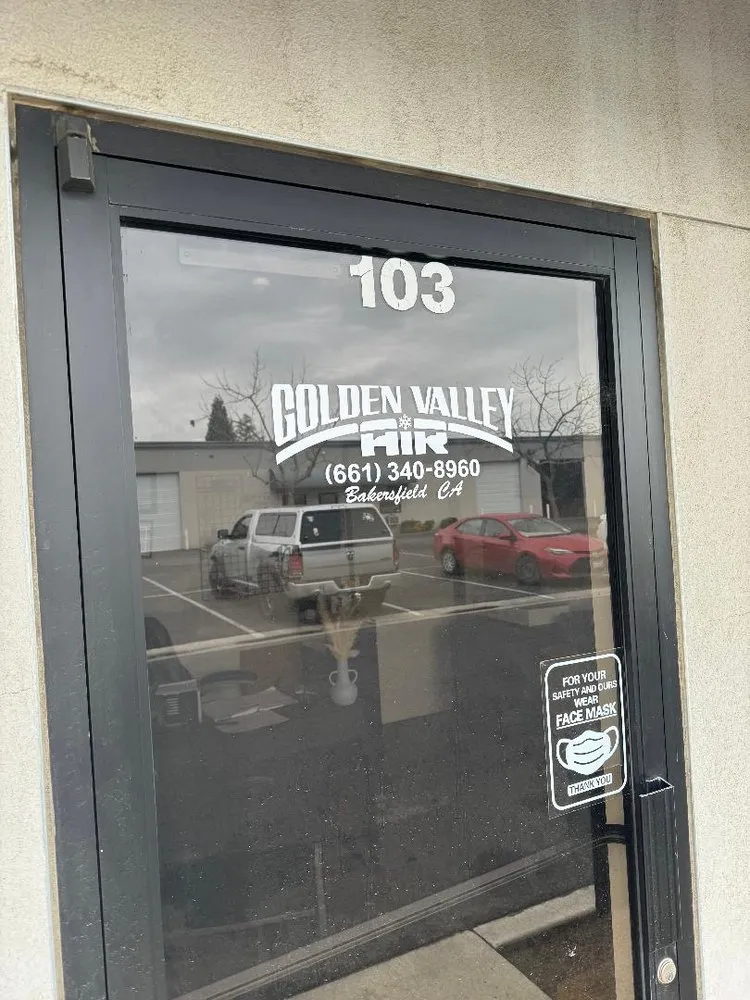 103
GOLDEN VALLEY
AIR
(661) 340-8960
Bakersfield CA
FOR YOUR
SAFETY AND OURS
WEAR
FACE MASK
THANK YOU